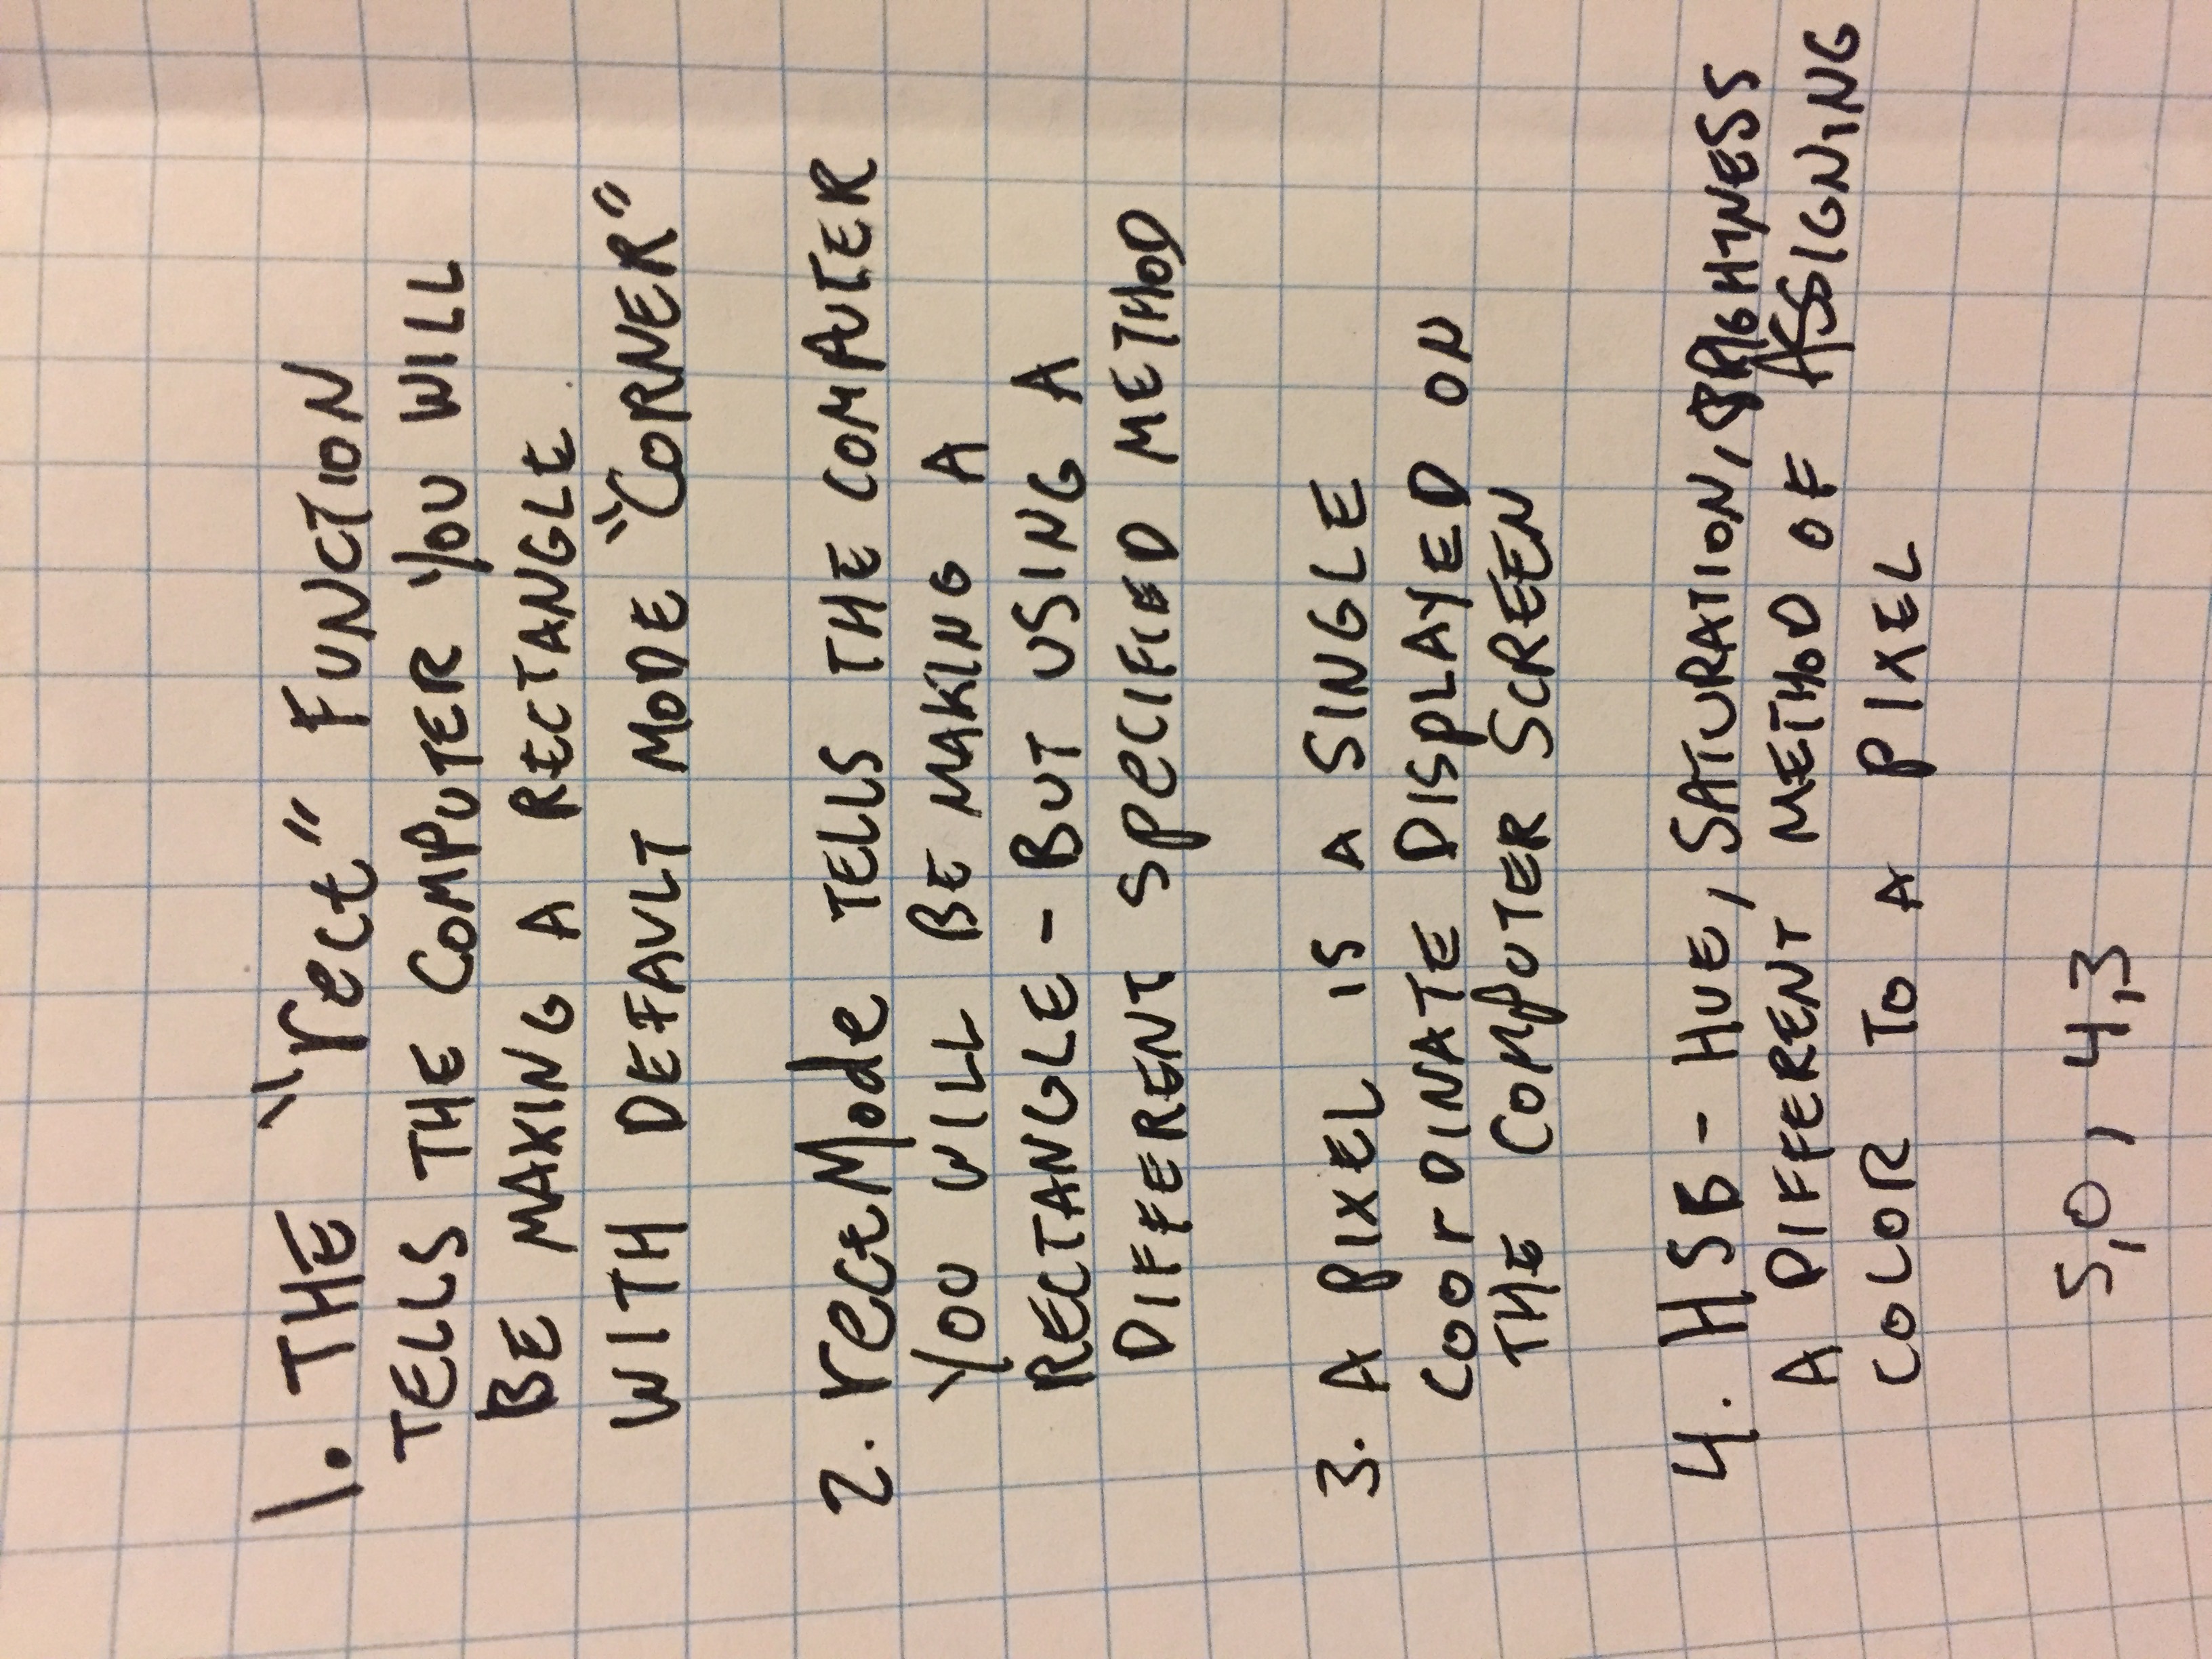 1. THE "rect" FUNCTION
TELLS THE COMPUTER YOU WILL
BE MAKING A RECTANGLE
WITH DEFAULT MODE "CORNER"
2. rectMode TELLS THE COMPUTER
YOU WILL BE MAKING A
RECTANGLE - BUT USING A
DIFFERENT SPECIFIED METHOD
3. A PIXEL IS A SINGLE
COORDINATE DISPLAYED ON
THE COMPUTER SCREEN
4. HSB - HUE, SATURATION, BRIGHTNESS
A DIFFERENT METHOD OF ASSIGNING
COLOR TO A PIXEL
5,0, 4,3